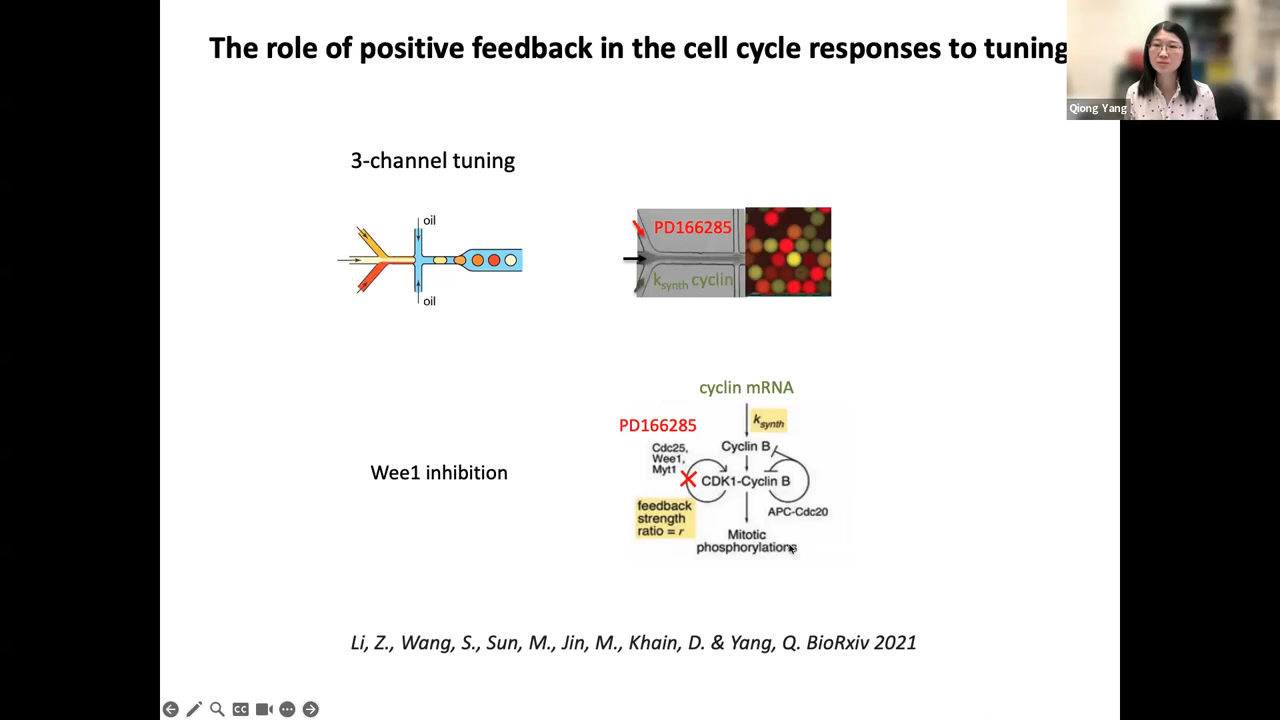 The role of positive feedback in the cell cycle responses to tuning
Qiong Yang
3-channel tuning
oil
oil
PD166285
k_synth cyclin
cyclin mRNA
k_synth
PD166285
Cyclin B
Cdc25,
Wee1,
Myt1
CDK1-Cyclin B
Wee1 inhibition
feedback
strength
ratio = r
APC-Cdc20
Mitotic
phosphorylations
Li, Z., Wang, S., Sun, M., Jin, M., Khain, D. & Yang, Q. BioRxiv 2021
CC